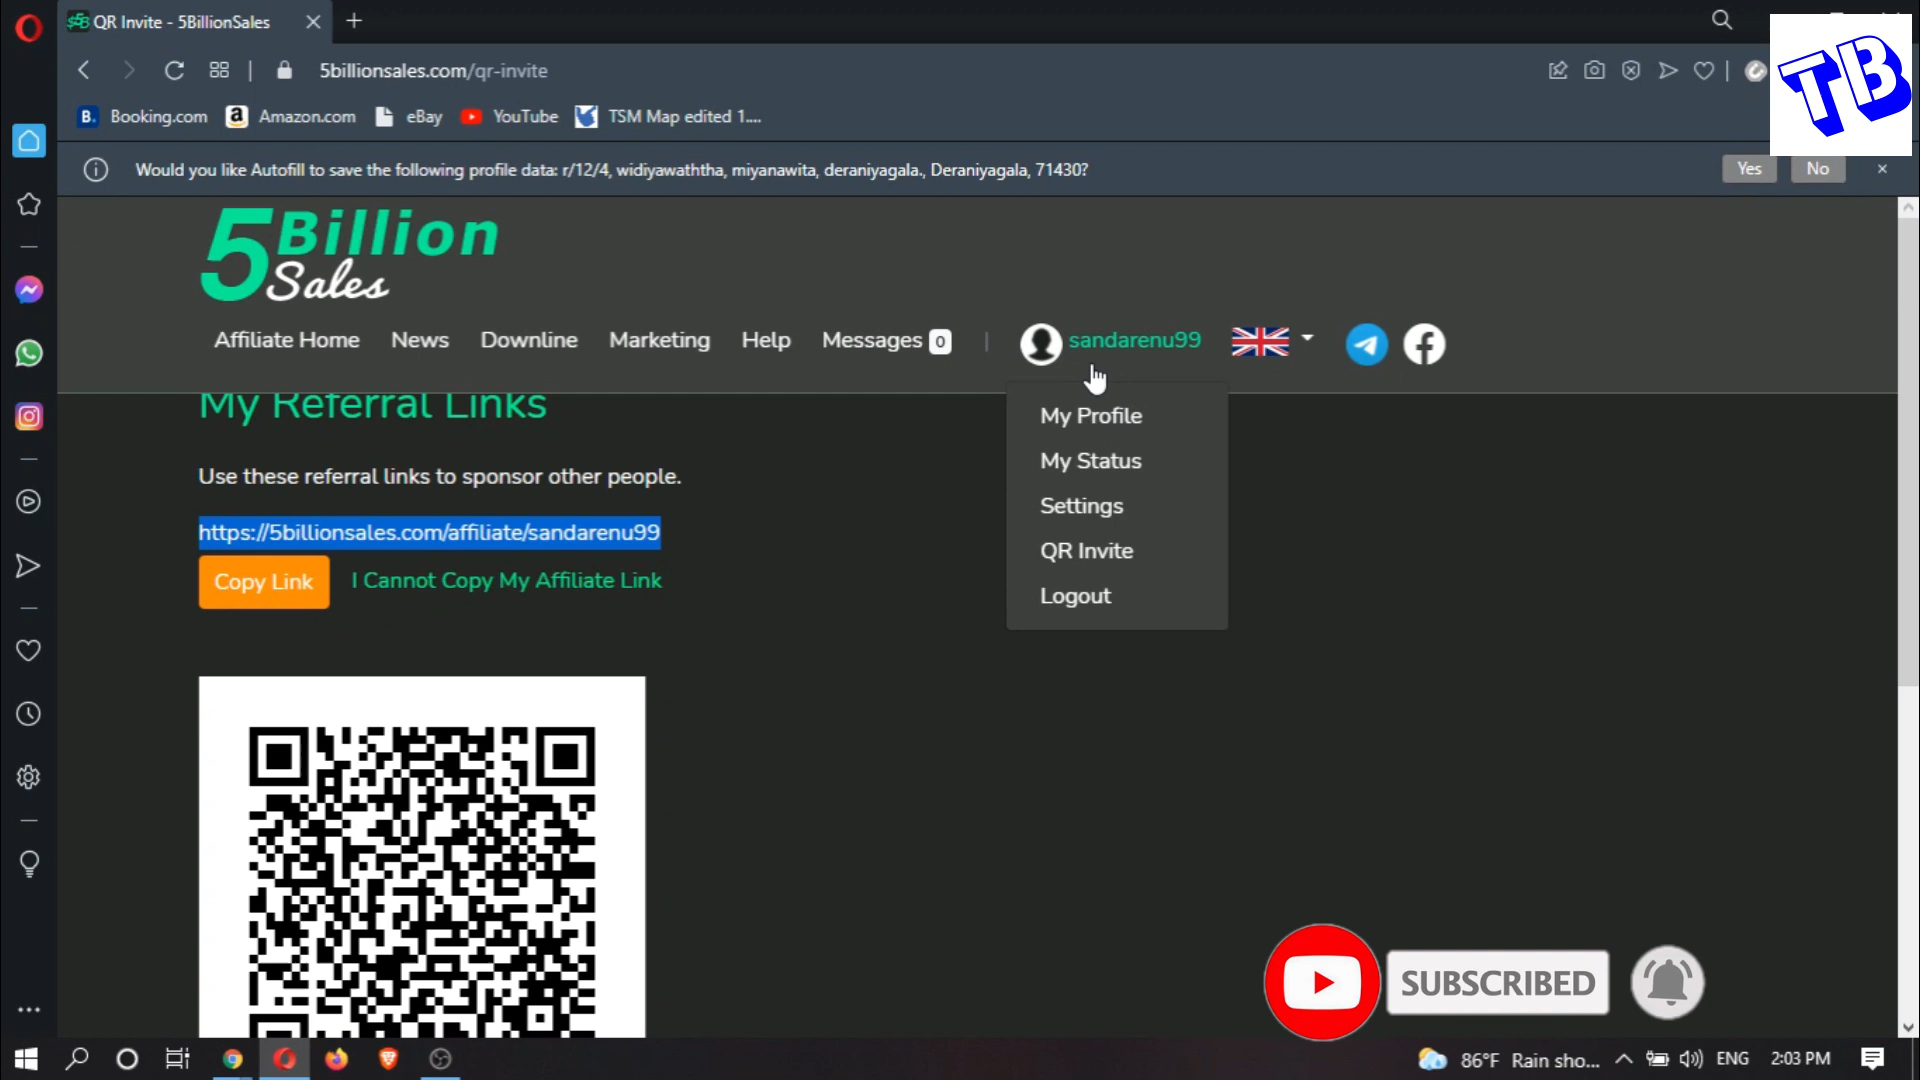 QR Invite - 5BillionSales
5billionsales.com/qr-invite
Booking.com
Amazon.com
eBay
YouTube
TSM Map edited 1....
TB
Would you like Autofill to save the following profile data: r/12/4, widiyawaththa, miyanawita, deraniyagala., Deraniyagala, 71430?
Yes
No
5Billion
Sales
Affiliate Home
News
Downline
Marketing
Help
Messages 0
sandarenu99
My Profile
My Status
Settings
QR Invite
Logout
My Referral Links
Use these referral links to sponsor other people.
https://5billionsales.com/affiliate/sandarenu99
Copy Link
I Cannot Copy My Affiliate Link
SUBSCRIBED
86°F Rain sho...
ENG
2:03 PM